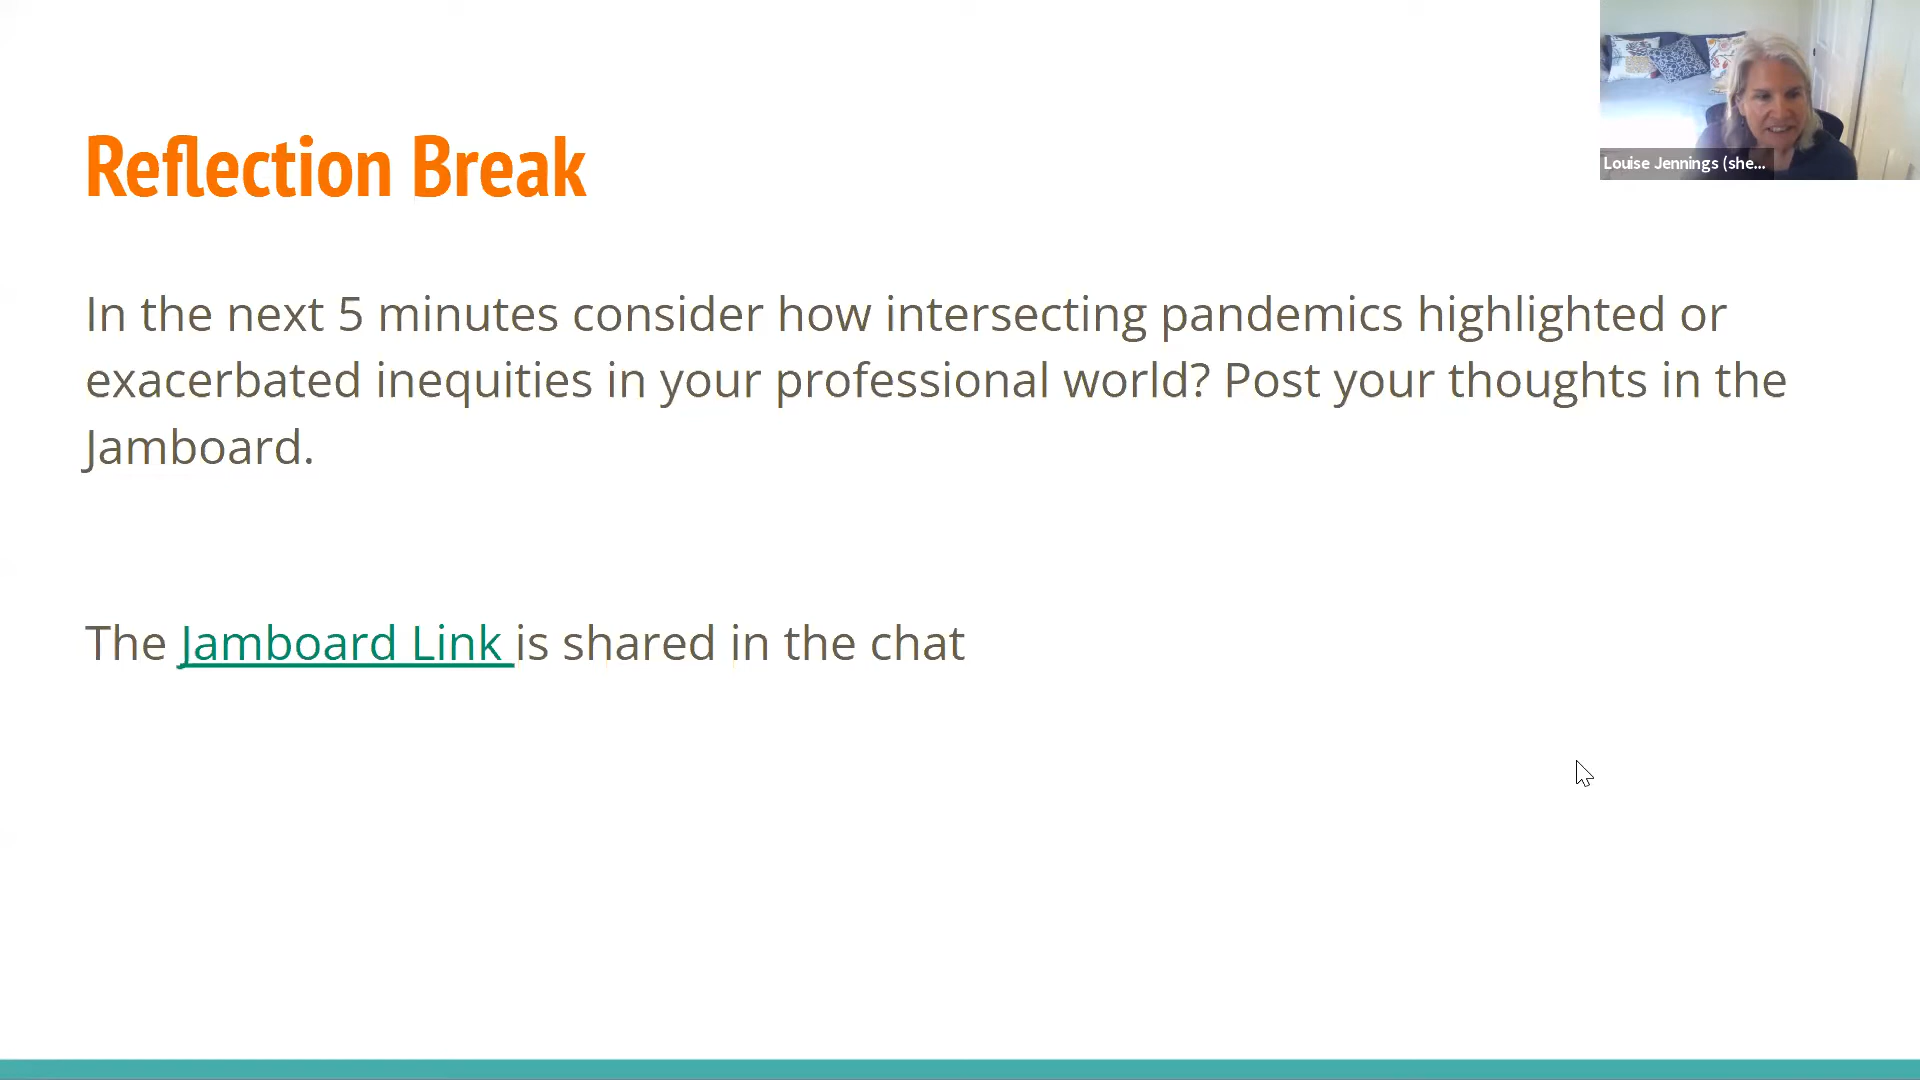 Reflection Break
Louise Jennings (she...
In the next 5 minutes consider how intersecting pandemics highlighted or
exacerbated inequities in your professional world? Post your thoughts in the
Jamboard.
The Jamboard Link is shared in the chat